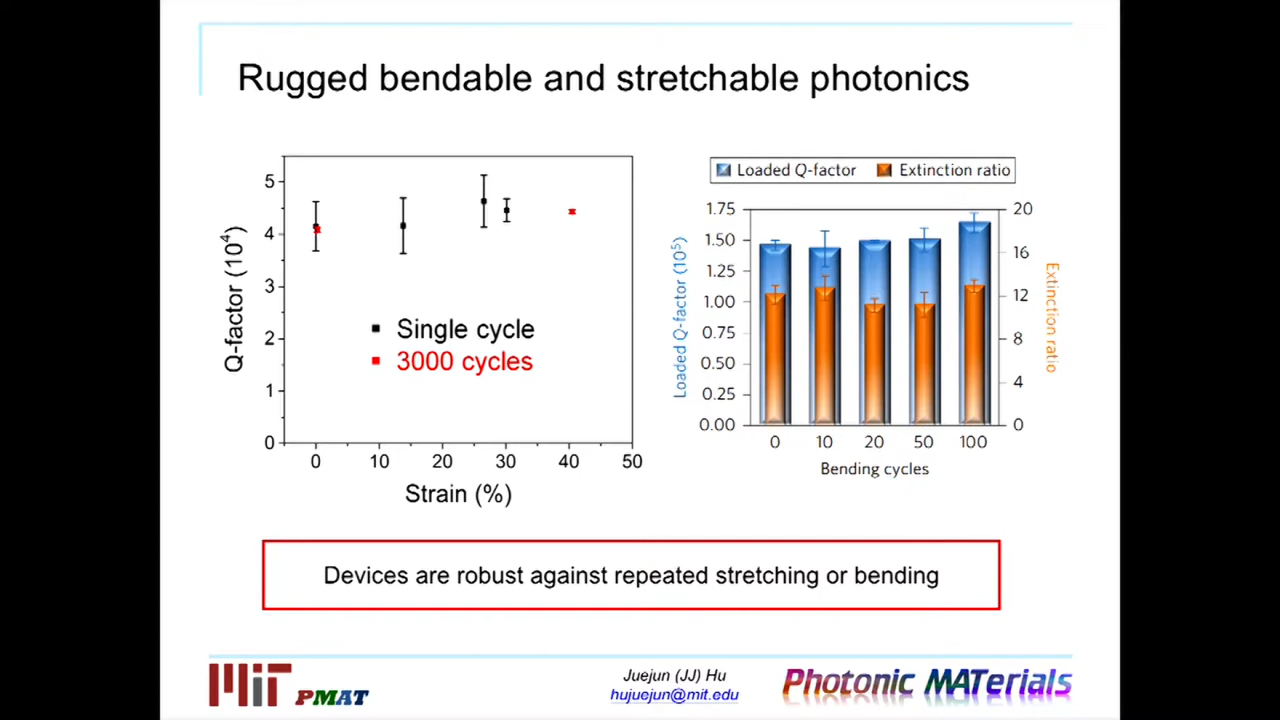 Rugged bendable and stretchable photonics
Q-factor (10⁴)
5
4
3
2
1
0
Single cycle
3000 cycles
0 10 20 30 40 50
Strain (%)
Loaded Q-factor Extinction ratio
Loaded Q-factor (10⁵)
1.75
1.50
1.25
1.00
0.75
0.50
0.25
0.00
20
16
12
8
4
0
Extinction ratio
0 10 20 50 100
Bending cycles
Devices are robust against repeated stretching or bending
MIT PMAT
Juejun (JJ) Hu
hujuejun@mit.edu
Photonic MATerials